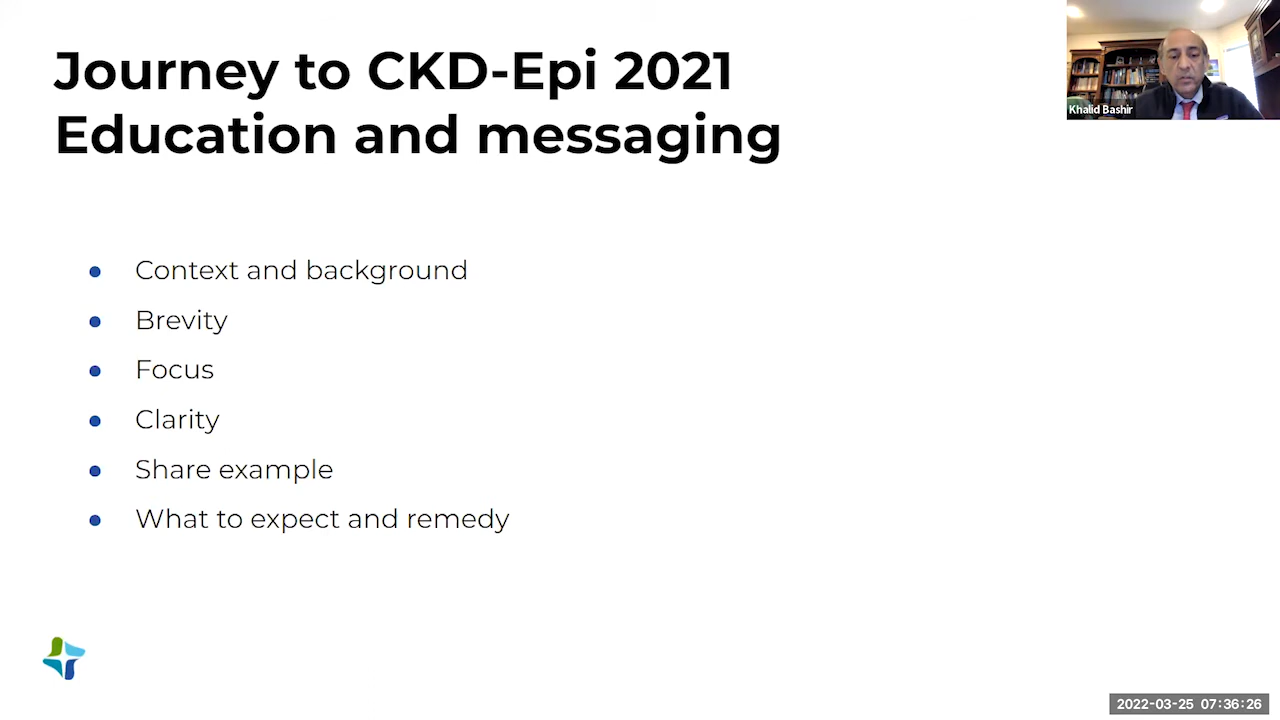 Journey to CKD-Epi 2021
Education and messaging
Khalid Bashir
● Context and background
● Brevity
● Focus
● Clarity
● Share example
● What to expect and remedy
2022-03-25 07:36:26